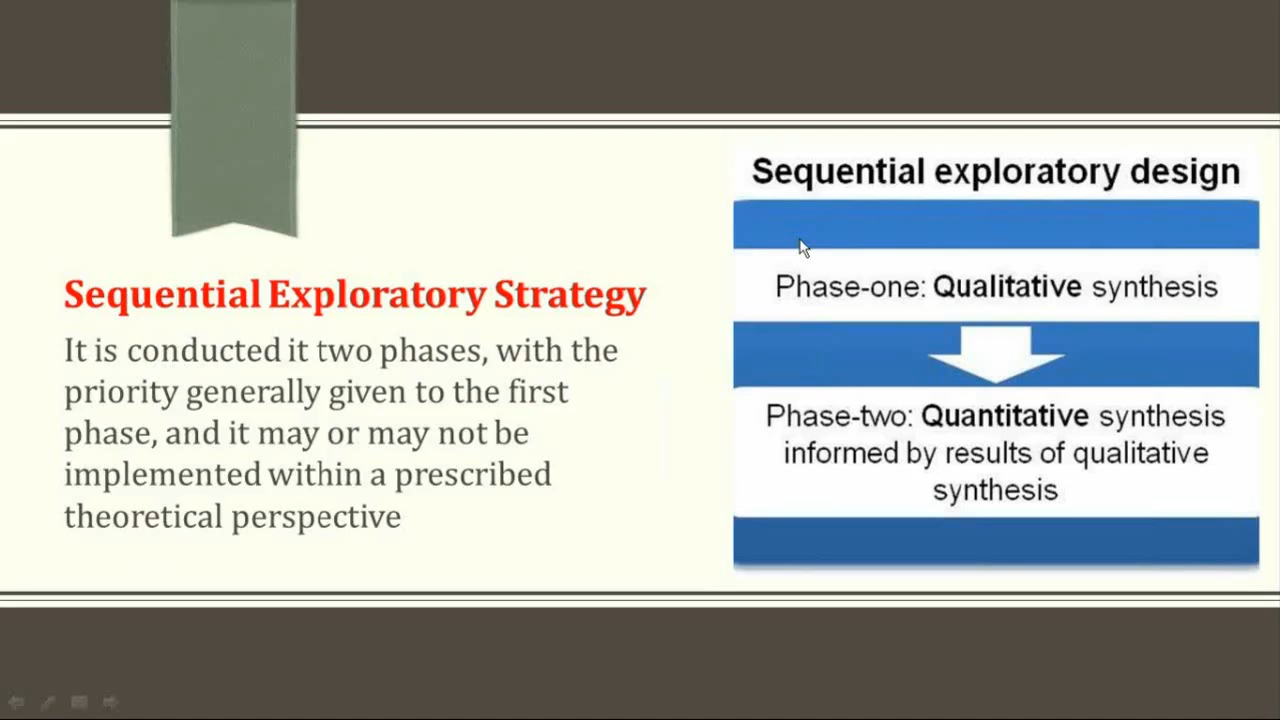 Sequential Exploratory Strategy
It is conducted it two phases, with the
priority generally given to the first
phase, and it may or may not be
implemented within a prescribed
theoretical perspective
Sequential exploratory design
Phase-one: Qualitative synthesis
Phase-two: Quantitative synthesis
informed by results of qualitative
synthesis